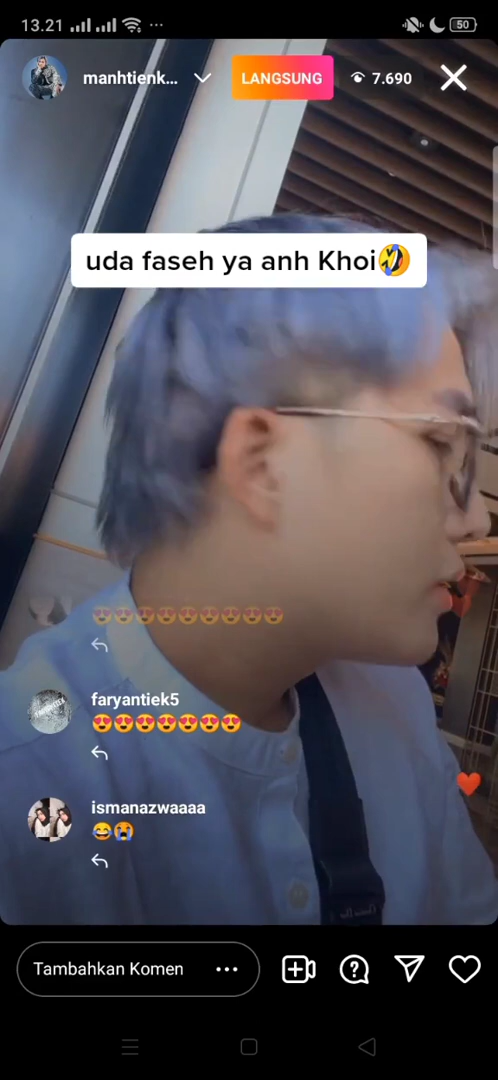 13.21
50
manhtienk...
LANGSUNG
7.690
uda faseh ya anh Khoi🤣
😍😍😍😍😍😍😍😍😍
faryantiek5
😍😍😍😍😍😍😍
ismanazwaaaa
😂😭
Tambahkan Komen